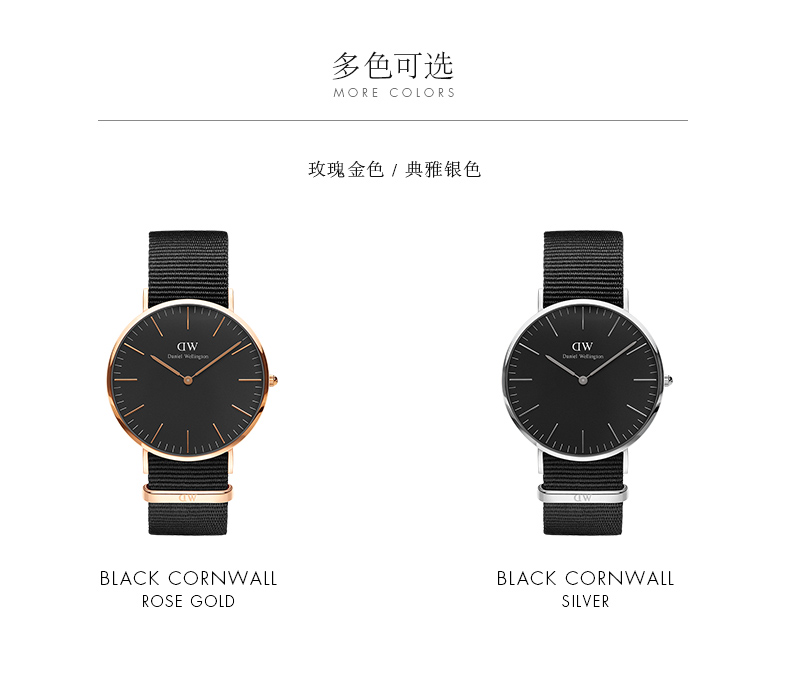 多色可选
MORE COLORS
玫瑰金色 / 典雅银色
DW
Daniel Wellington
DW
DW
Daniel Wellington
DW
BLACK CORNWALL
ROSE GOLD
BLACK CORNWALL
SILVER